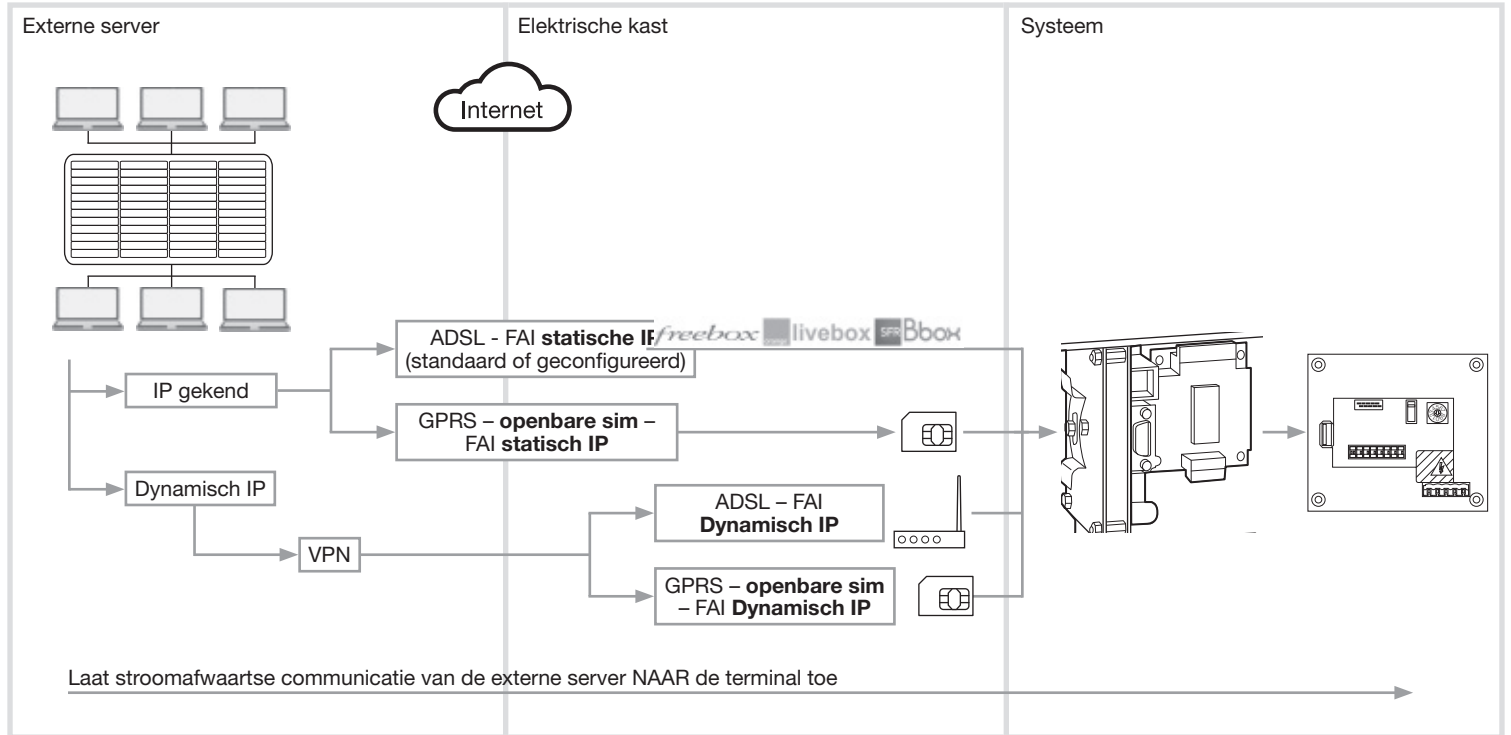 Externe server
Elektrische kast
Systeem
Internet
ADSL - FAI statische IP
(standaard of geconfigureerd)
freebox livebox SFR Bbox
IP gekend
GPRS – openbare sim –
FAI statisch IP
Dynamisch IP
ADSL – FAI
Dynamisch IP
VPN
GPRS – openbare sim
– FAI Dynamisch IP
Laat stroomafwaartse communicatie van de externe server NAAR de terminal toe